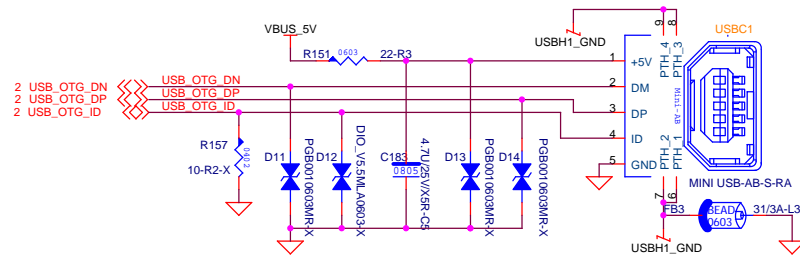 VBUS_5V
R151
0603
22-R3
USBH1_GND
9
8
PTH_4
PTH_3
USBC1
1
+5V
2 USB_OTG_DN
USB_OTG_DN
2
DM
2 USB_OTG_DP
USB_OTG_DP
3
DP
2 USB_OTG_ID
USB_OTG_ID
4
ID
5
GND
PTH_2
PTH_1
Mini-AB
7
6
MINI USB-AB-S-RA
R157
0402
10-R2-X
D11
PGB0010603MR-X
D12
DIO_V5.5MLA0603-X
C183
0805
4.7U/25V/X5R-C5
D13
PGB0010603MR-X
D14
PGB0010603MR-X
FB3
BEAD
0603
31/3A-L3
USBH1_GND